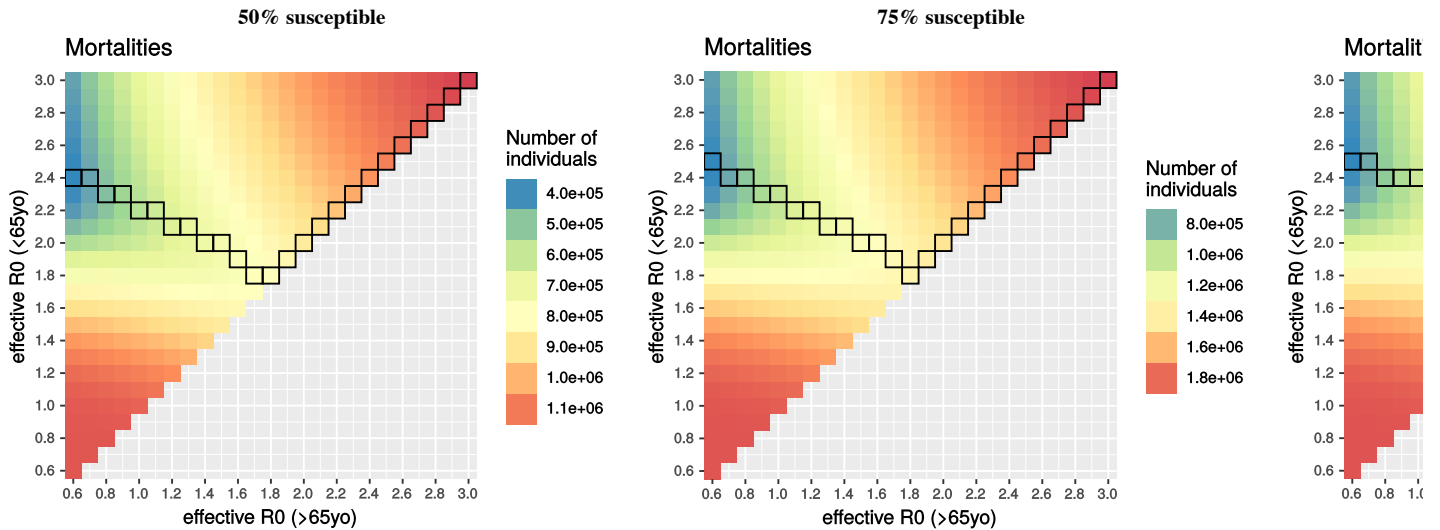 50% susceptible
Mortalities
3.0
2.8
2.6
2.4
2.2
2.0
1.8
1.6
1.4
1.2
1.0
0.8
0.6
effective R0 (<65yo)
0.6 0.8 1.0 1.2 1.4 1.6 1.8 2.0 2.2 2.4 2.6 2.8 3.0
effective R0 (>65yo)
Number of
individuals
4.0e+05
5.0e+05
6.0e+05
7.0e+05
8.0e+05
9.0e+05
1.0e+06
1.1e+06
75% susceptible
Mortalities
3.0
2.8
2.6
2.4
2.2
2.0
1.8
1.6
1.4
1.2
1.0
0.8
0.6
effective R0 (<65yo)
0.6 0.8 1.0 1.2 1.4 1.6 1.8 2.0 2.2 2.4 2.6 2.8 3.0
effective R0 (>65yo)
Number of
individuals
8.0e+05
1.0e+06
1.2e+06
1.4e+06
1.6e+06
1.8e+06
Mortalit
3.0
2.8
2.6
2.4
2.2
2.0
1.8
1.6
1.4
1.2
1.0
0.8
0.6
effective R0 (<65yo)
0.6 0.8 1.0